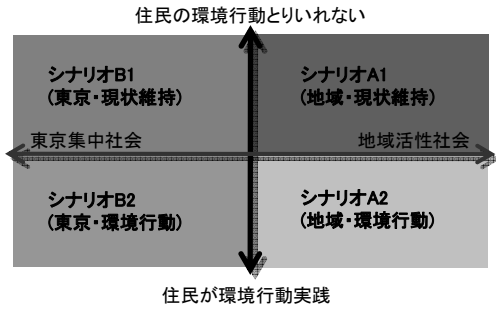 住民の環境行動とりいれない
シナリオB1
(東京・現状維持)
シナリオA1
(地域・現状維持)
東京集中社会
地域活性社会
シナリオB2
(東京・環境行動)
シナリオA2
(地域・環境行動)
住民が環境行動実践